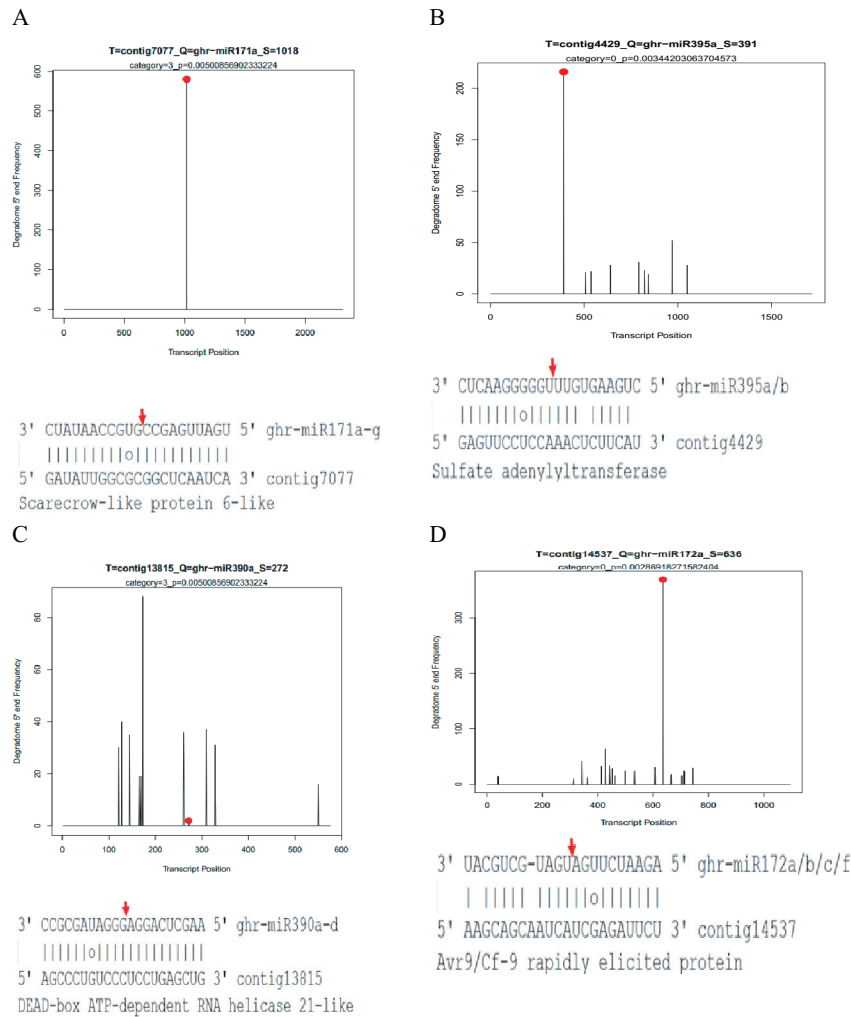 A
T=contig7077_Q=ghr−miR171a_S=1018
category=3_p=0.00500856902333224
600
500
400
300
200
100
0
Degradome 5' end Frequency
0 500 1000 1500 2000
Transcript Position
3' CUAUAACCGUGCCGAGUUAGU 5' ghr-miR171a-g
5' GAUAUUGGCGCGGCUCAAUCA 3' contig7077
Scarecrow-like protein 6-like
B
T=contig4429_Q=ghr−miR395a_S=391
category=0_p=0.00344203063704573
200
150
100
50
0
Degradome 5' end Frequency
0 500 1000 1500
Transcript Position
3' CUCAAGGGGGUUUGUGAAGUC 5' ghr-miR395a/b
5' GAGUUCCUCCAAACUCUUCAU 3' contig4429
Sulfate adenylyltransferase
C
T=contig13815_Q=ghr−miR390a_S=272
category=3_p=0.00500856902333224
80
60
40
20
0
Degradome 5' end Frequency
0 100 200 300 400 500 600
Transcript Position
3' CCGCGAUAGGGAGGACUCGAA 5' ghr-miR390a-d
5' AGCCCUGUCCCUCCUGAGCUG 3' contig13815
DEAD-box ATP-dependent RNA helicase 21-like
D
T=contig14537_Q=ghr−miR172a_S=636
category=0_p=0.00286918271582404
300
200
100
0
Degradome 5' end Frequency
0 200 400 600 800 1000
Transcript Position
3' UACGUCG-UAGUAGUUCUAAGA 5' ghr-miR172a/b/c/f
5' AAGCAGCAAUCAUCGAGAUUCU 3' contig14537
Avr9/Cf-9 rapidly elicited protein